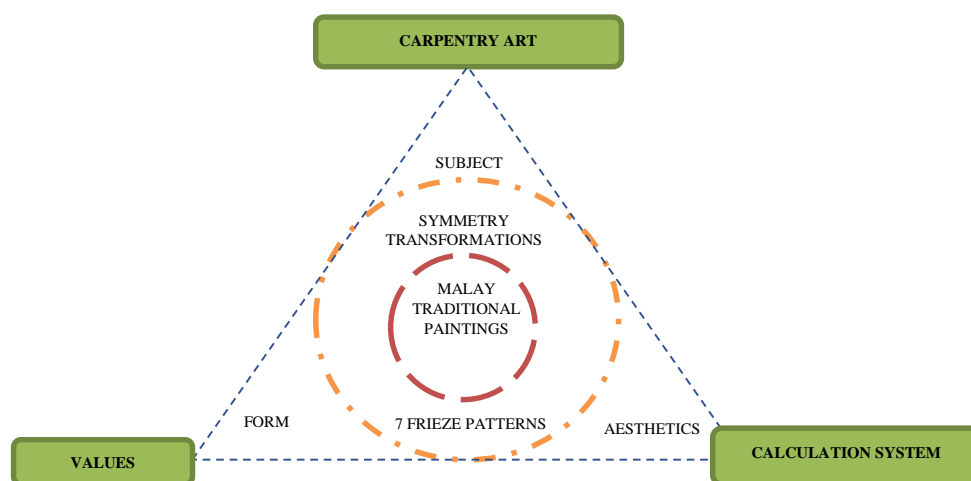 CARPENTRY ART
SUBJECT
SYMMETRY
TRANSFORMATIONS
MALAY
TRADITIONAL
PAINTINGS
FORM
7 FRIEZE PATTERNS
AESTHETICS
VALUES
CALCULATION SYSTEM